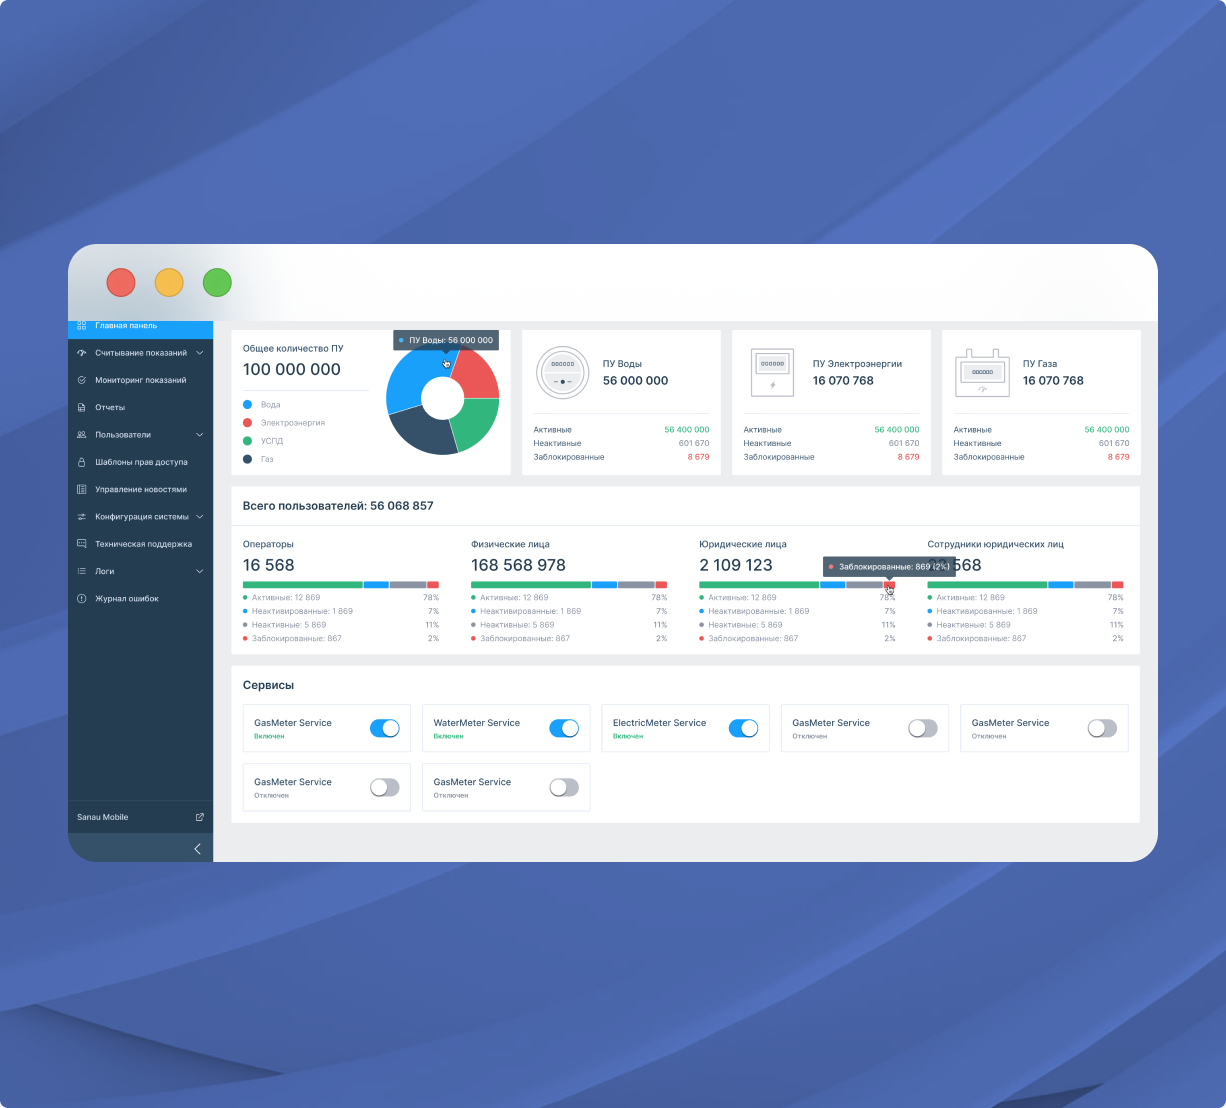 Главная панель
Считывание показаний
Мониторинг показаний
Отчеты
Пользователи
Шаблоны прав доступа
Управление новостями
Конфигурация системы
Техническая поддержка
Логи
Журнал ошибок
Sanau Mobile
Общее количество ПУ
100 000 000
Вода
Электроэнергия
УСПД
Газ
ПУ Воды: 56 000 000
000000
ПУ Воды
56 000 000
Активные 56 400 000
Неактивные 601 670
Заблокированные 8 679
000000
ПУ Электроэнергии
16 070 768
Активные 56 400 000
Неактивные 601 670
Заблокированные 8 679
000000
ПУ Газа
16 070 768
Активные 56 400 000
Неактивные 601 670
Заблокированные 8 679
Всего пользователей: 56 068 857
Операторы
16 568
Активные: 12 869 78%
Неактивированные: 1 869 7%
Неактивные: 5 869 11%
Заблокированные: 867 2%
Физические лица
168 568 978
Активные: 12 869 78%
Неактивированные: 1 869 7%
Неактивные: 5 869 11%
Заблокированные: 867 2%
Юридические лица
2 109 123
Заблокированные: 869 (2%)
Активные: 12 869 78%
Неактивированные: 1 869 7%
Неактивные: 5 869 11%
Заблокированные: 867 2%
Сотрудники юридических лиц
568
Активные: 12 869 78%
Неактивированные: 1 869 7%
Неактивные: 5 869 11%
Заблокированные: 867 2%
Сервисы
GasMeter Service
Включен
WaterMeter Service
Включен
ElectricMeter Service
Включен
GasMeter Service
Отключен
GasMeter Service
Отключен
GasMeter Service
Отключен
GasMeter Service
Отключен